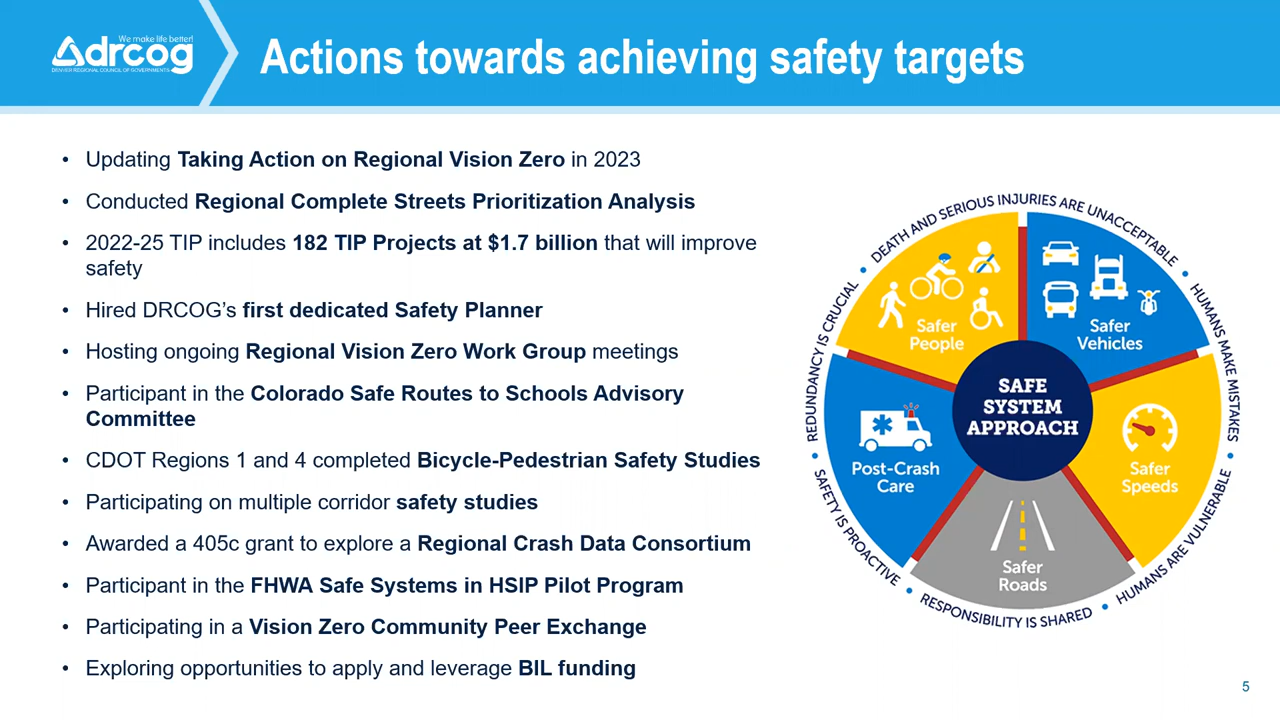 We make life better!
drcog
DENVER REGIONAL COUNCIL OF GOVERNMENTS
Actions towards achieving safety targets
• Updating Taking Action on Regional Vision Zero in 2023
• Conducted Regional Complete Streets Prioritization Analysis
• 2022-25 TIP includes 182 TIP Projects at $1.7 billion that will improve
safety
• Hired DRCOG’s first dedicated Safety Planner
• Hosting ongoing Regional Vision Zero Work Group meetings
• Participant in the Colorado Safe Routes to Schools Advisory
Committee
• CDOT Regions 1 and 4 completed Bicycle-Pedestrian Safety Studies
• Participating on multiple corridor safety studies
• Awarded a 405c grant to explore a Regional Crash Data Consortium
• Participant in the FHWA Safe Systems in HSIP Pilot Program
• Participating in a Vision Zero Community Peer Exchange
• Exploring opportunities to apply and leverage BIL funding
DEATH AND SERIOUS INJURIES ARE UNACCEPTABLE
HUMANS MAKE MISTAKES
HUMANS ARE VULNERABLE
RESPONSIBILITY IS SHARED
SAFETY IS PROACTIVE
REDUNDANCY IS CRUCIAL
Safer
People
Safer
Vehicles
SAFE
SYSTEM
APPROACH
Post-Crash
Care
Safer
Speeds
Safer
Roads
5